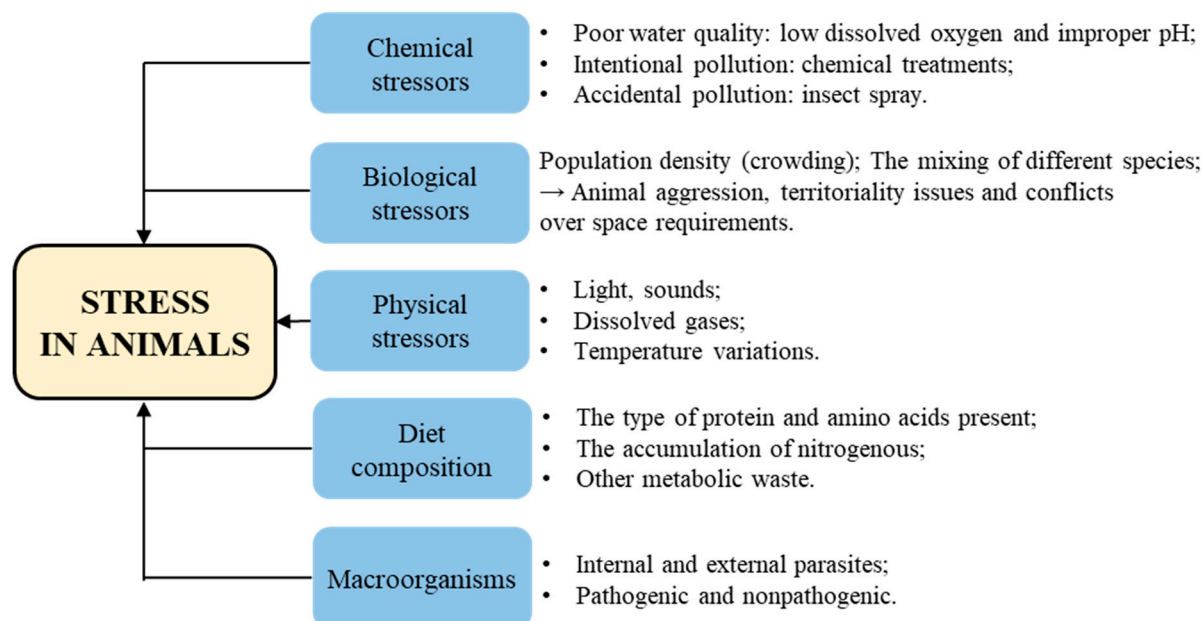 Chemical
stressors
• Poor water quality: low dissolved oxygen and improper pH;
• Intentional pollution: chemical treatments;
• Accidental pollution: insect spray.
Biological
stressors
Population density (crowding); The mixing of different species;
→ Animal aggression, territoriality issues and conflicts
over space requirements.
STRESS
IN ANIMALS
Physical
stressors
• Light, sounds;
• Dissolved gases;
• Temperature variations.
Diet
composition
• The type of protein and amino acids present;
• The accumulation of nitrogenous;
• Other metabolic waste.
Macroorganisms
• Internal and external parasites;
• Pathogenic and nonpathogenic.